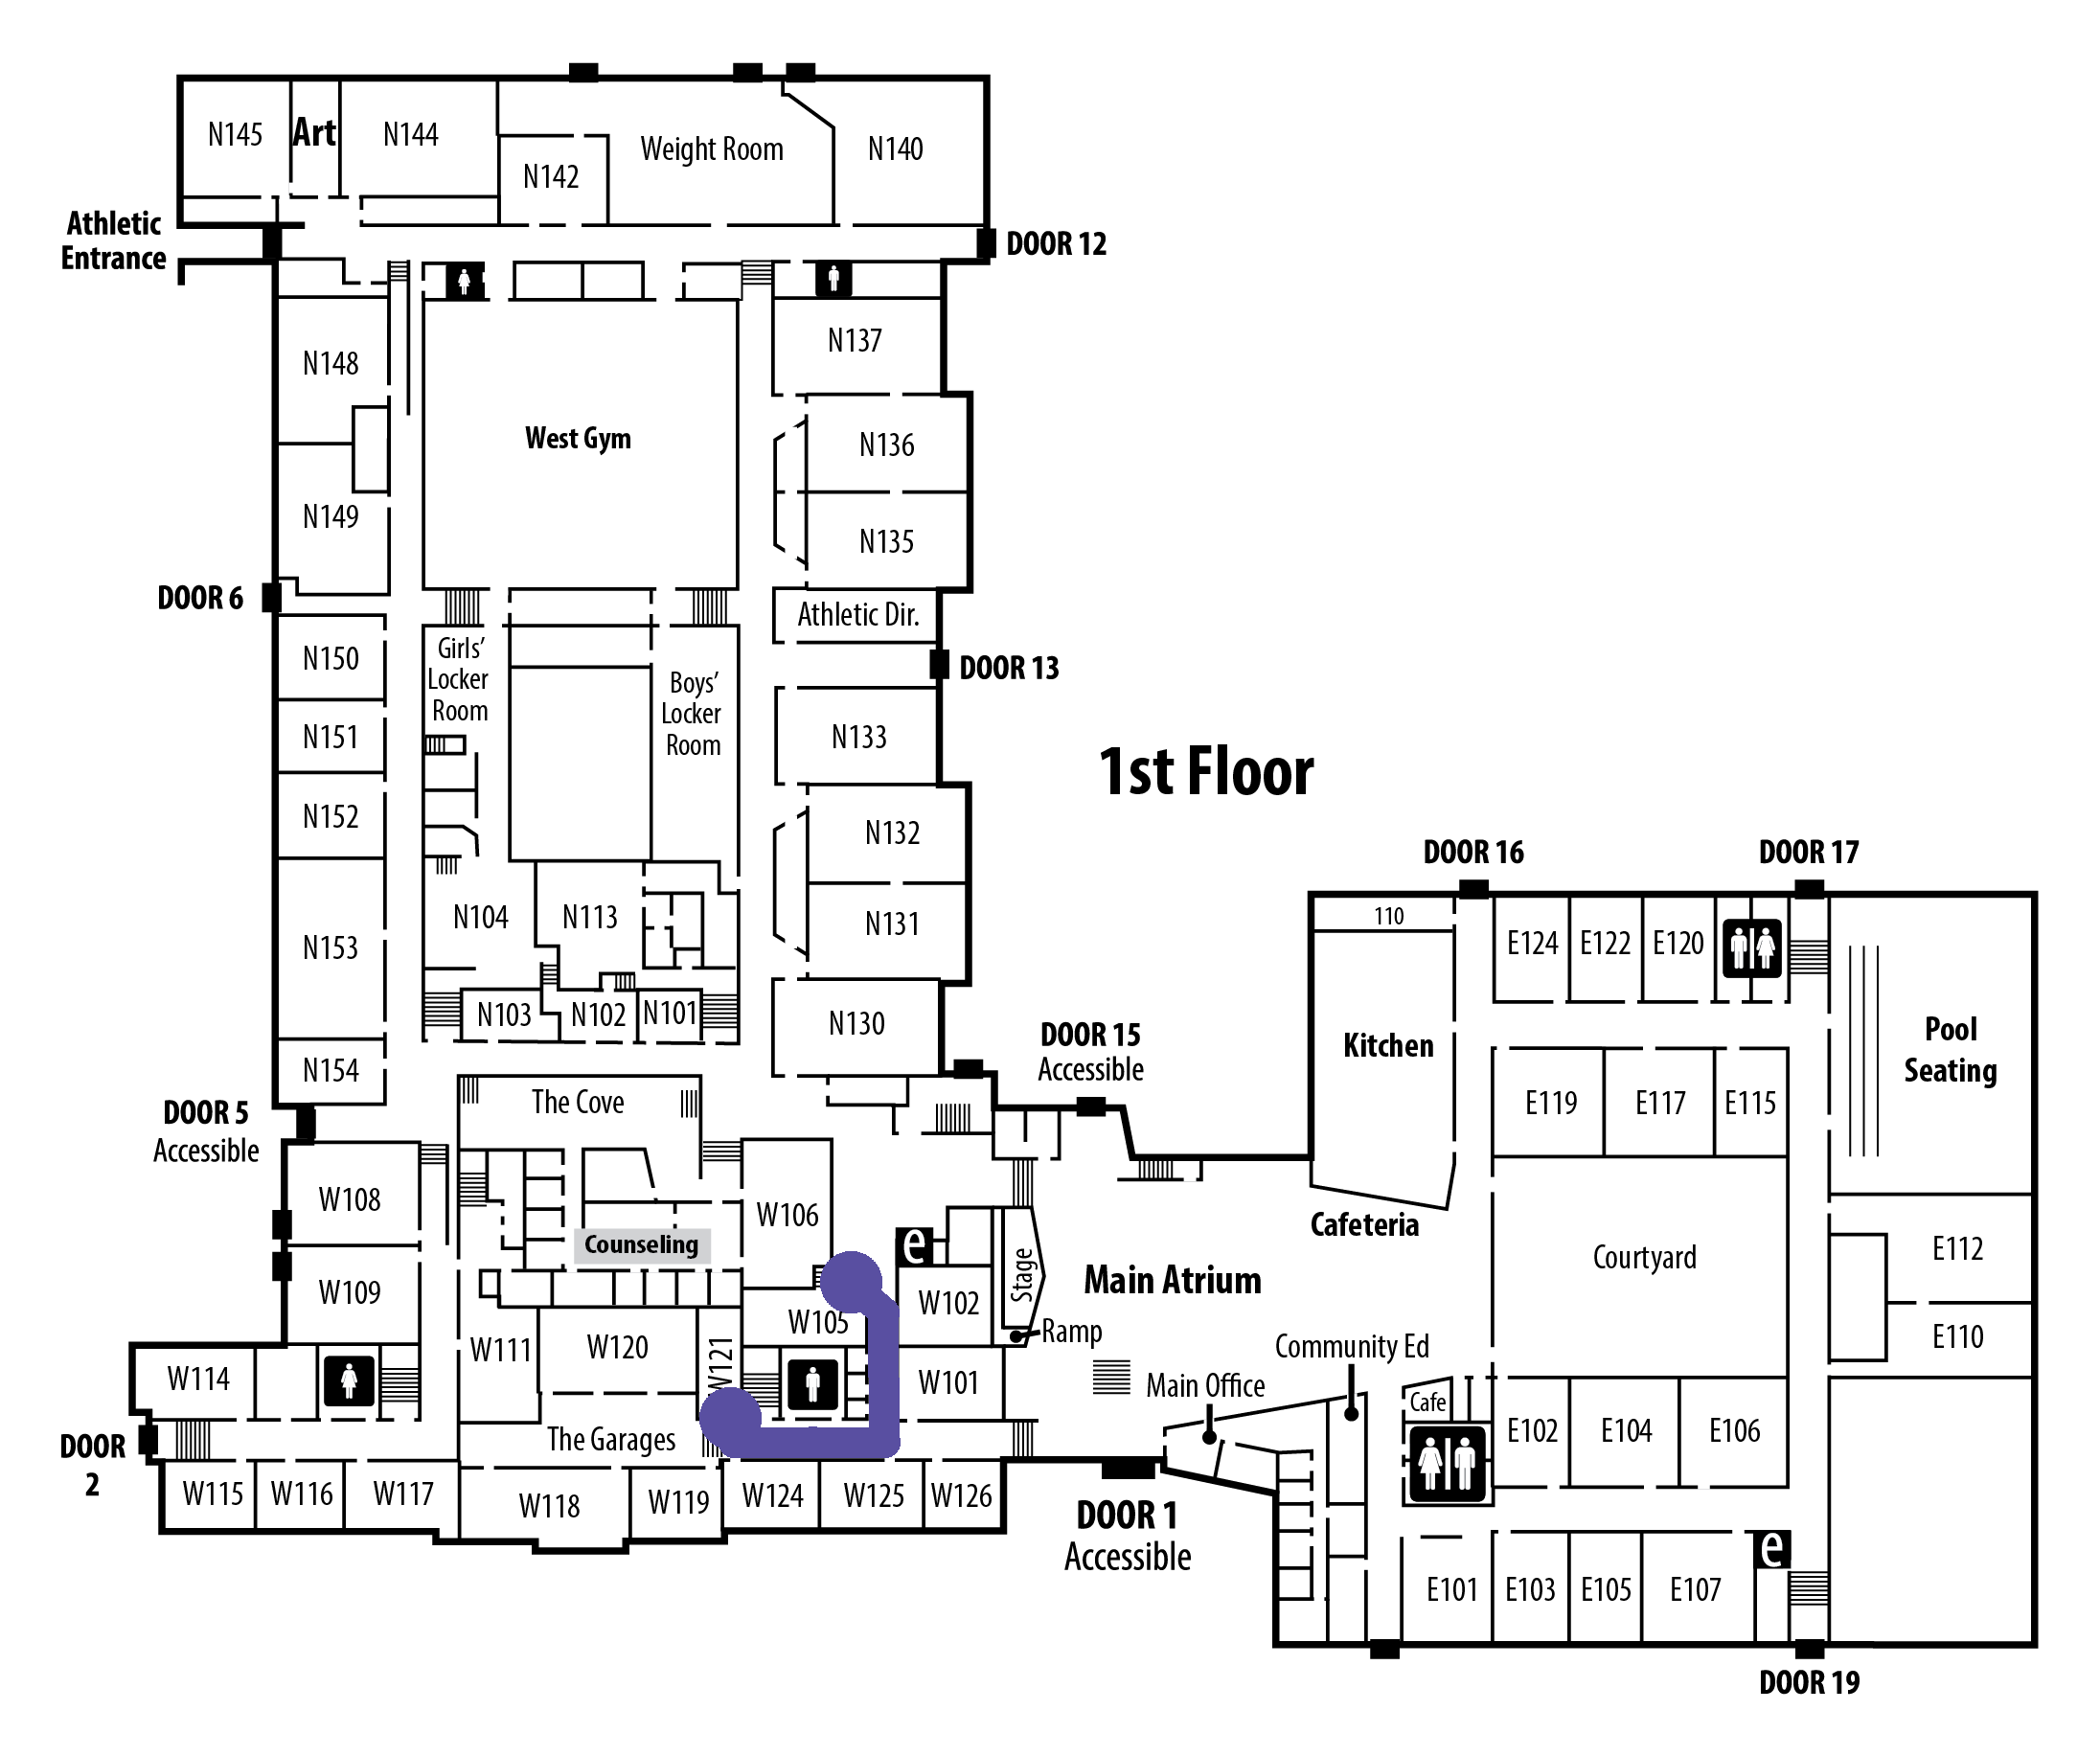 N145
Art
N144
N142
Weight Room
N140
Athletic
Entrance
DOOR 12
N148
N137
West Gym
N136
N149
N135
DOOR 6
Athletic Dir.
N150
Girls'
Locker
Room
Boys'
Locker
Room
DOOR 13
N151
N133
1st Floor
N152
N132
DOOR 16
DOOR 17
N153
N104
N113
N131
110
E124
E122
E120
N103
N102
N101
N130
DOOR 15
Accessible
Kitchen
Pool
Seating
N154
The Cove
E119
E117
E115
DOOR 5
Accessible
W108
W106
Cafeteria
Counseling
e
Courtyard
E112
W109
W102
Stage
Main Atrium
W105
Ramp
E110
W111
W120
W121
Community Ed
W114
W101
Main Office
Cafe
DOOR
2
The Garages
E102
E104
E106
W115
W116
W117
W118
W119
W124
W125
W126
DOOR 1
Accessible
e
E101
E103
E105
E107
DOOR 19